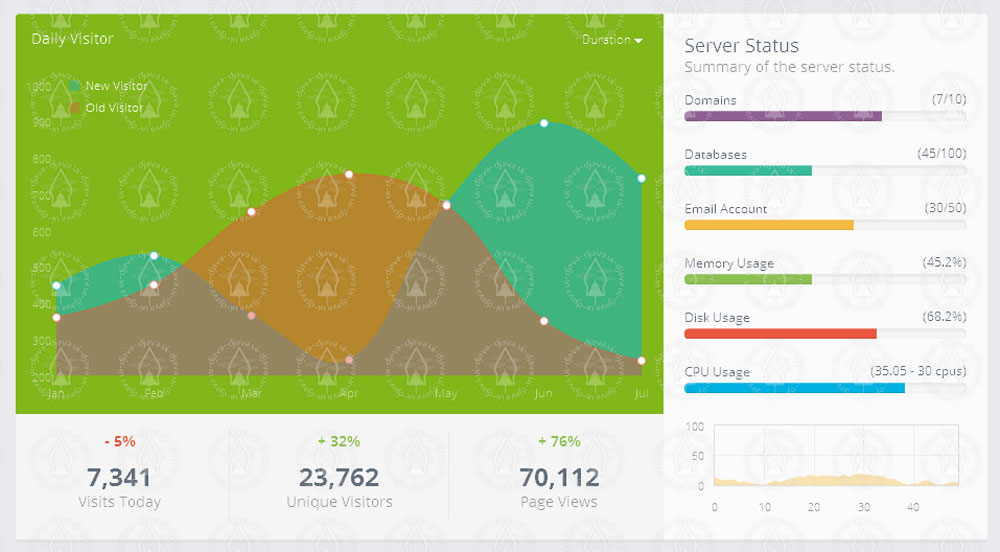 Daily Visitor
Duration
New Visitor
Old Visitor
1000
900
800
700
600
500
400
300
200
Jan
Feb
Mar
Apr
May
Jun
Jul
- 5%
7,341
Visits Today
+ 32%
23,762
Unique Visitors
+ 76%
70,112
Page Views
Server Status
Summary of the server status.
Domains (7/10)
Databases (45/100)
Email Account (30/50)
Memory Usage (45.2%)
Disk Usage (68.2%)
CPU Usage (35.05 - 30 cpus)
100
50
0
0 10 20 30 40